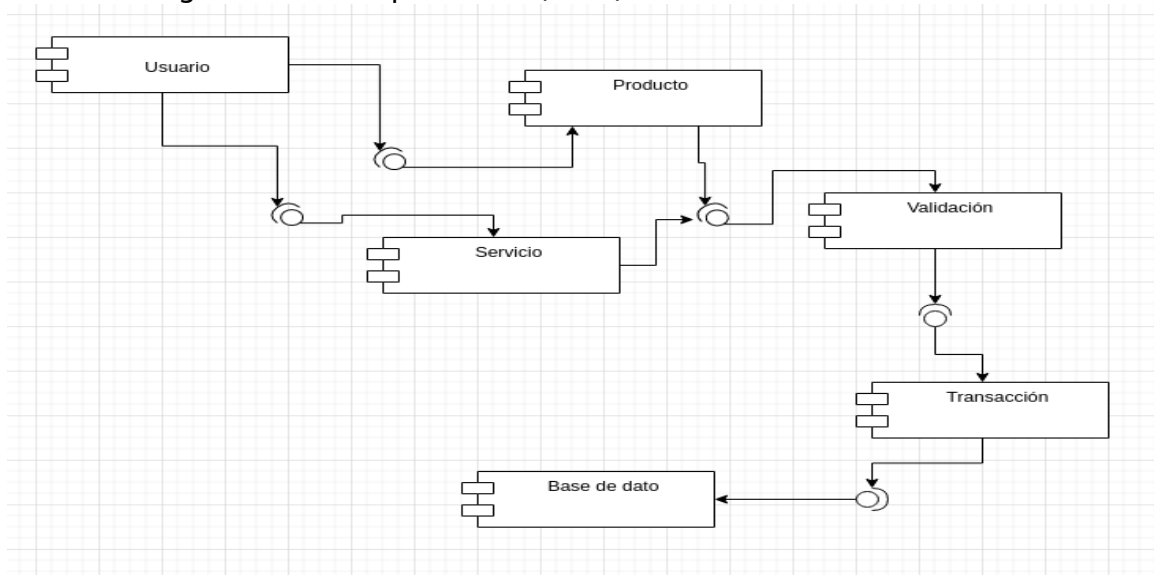 Usuario
Producto
Validación
Servicio
Transacción
Base de dato